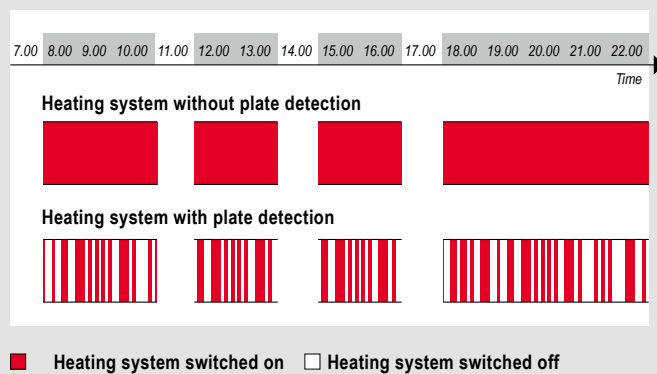 7.00 8.00 9.00 10.00 11.00 12.00 13.00 14.00 15.00 16.00 17.00 18.00 19.00 20.00 21.00 22.00
Time
Heating system without plate detection
Heating system with plate detection
Heating system switched on Heating system switched off